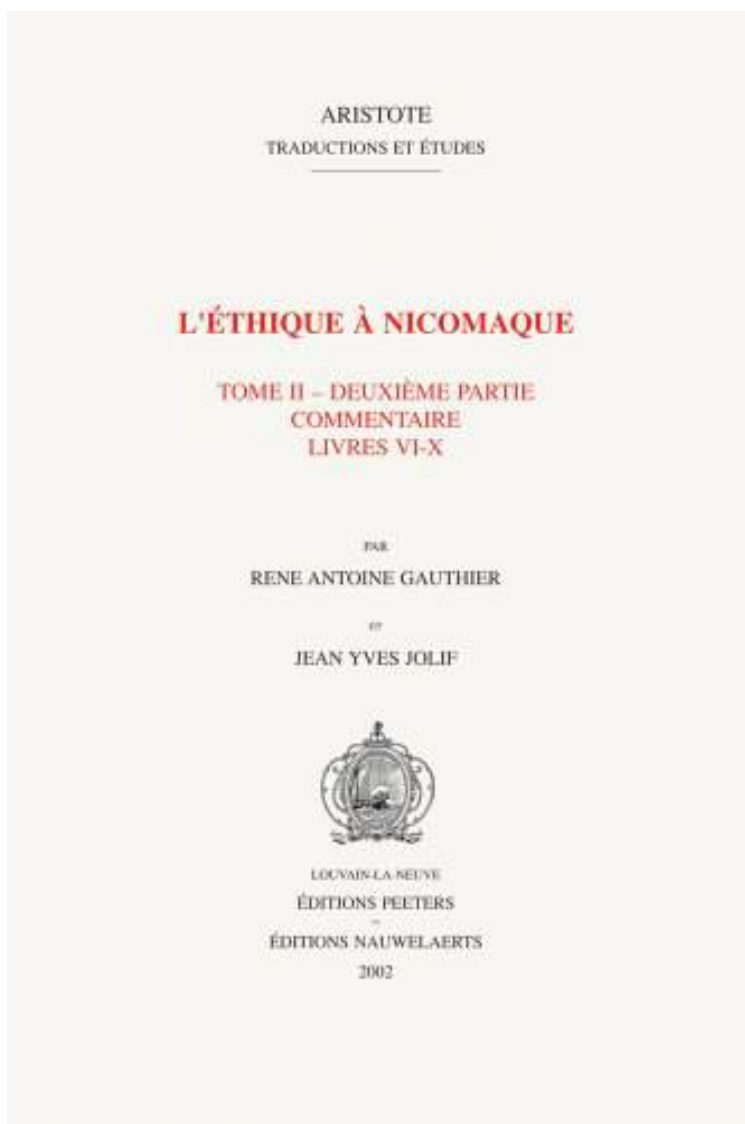 ARISTOTE
TRADUCTIONS ET ÉTUDES
L'ÉTHIQUE À NICOMAQUE
TOME II – DEUXIÈME PARTIE
COMMENTAIRE
LIVRES VI-X
PAR
RENE ANTOINE GAUTHIER
ET
JEAN YVES JOLIF
LOUVAIN-LA-NEUVE
ÉDITIONS PEETERS
–
ÉDITIONS NAUWELAERTS
2002